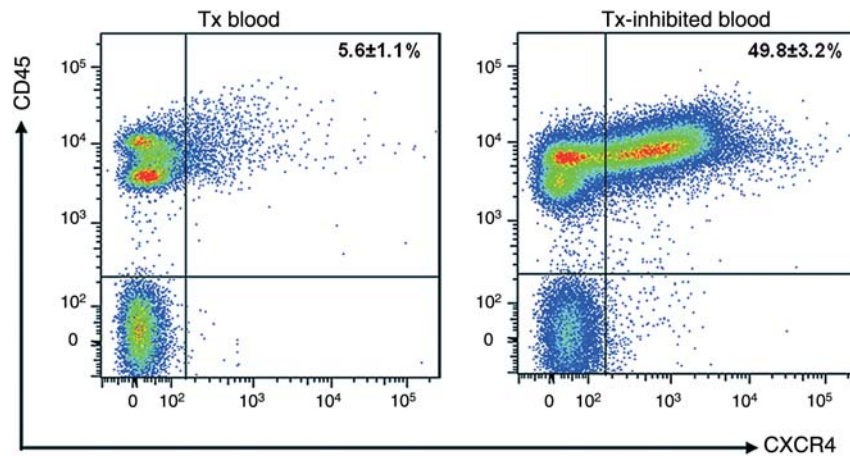 Tx blood
Tx-inhibited blood
CD45
5.6±1.1%
49.8±3.2%
10⁵
10⁴
10³
10²
0
10⁵
10⁴
10³
10²
0
0 10² 10³ 10⁴ 10⁵
0 10² 10³ 10⁴ 10⁵
CXCR4